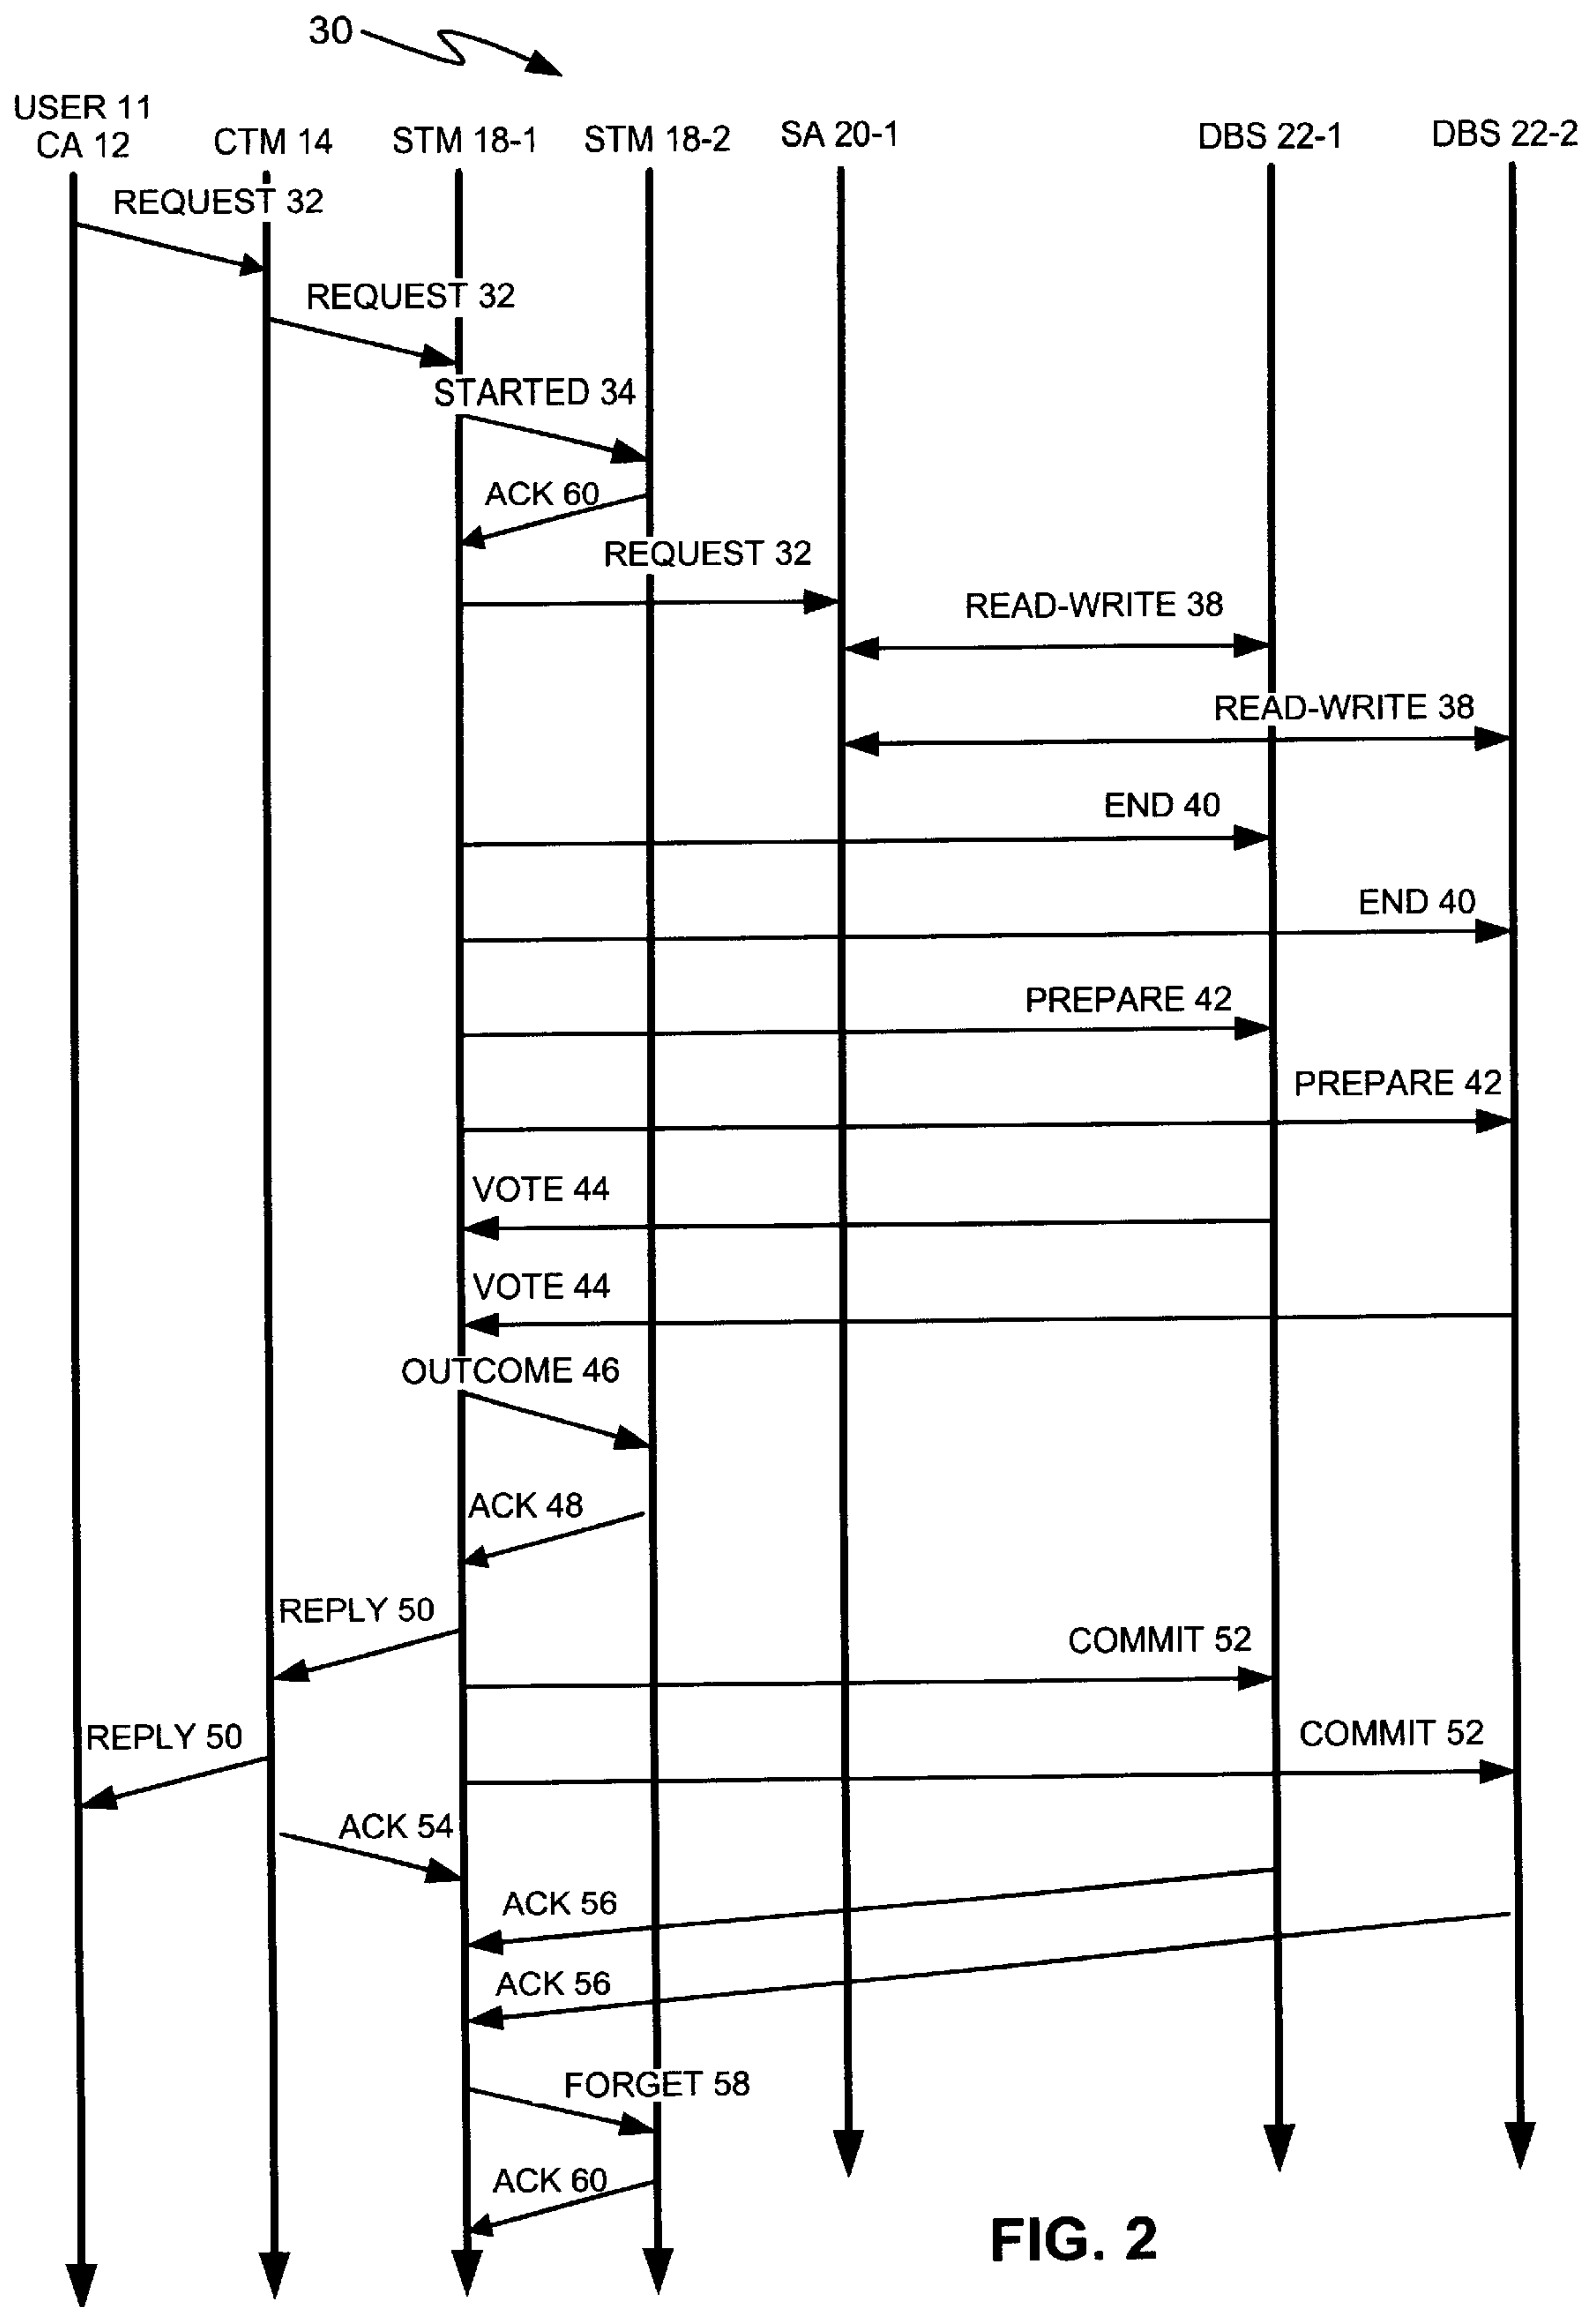 30
USER 11
CA 12
CTM 14
STM 18-1
STM 18-2
SA 20-1
DBS 22-1
DBS 22-2
REQUEST 32
REQUEST 32
STARTED 34
ACK 60
REQUEST 32
READ-WRITE 38
READ-WRITE 38
END 40
END 40
PREPARE 42
PREPARE 42
VOTE 44
VOTE 44
OUTCOME 46
ACK 48
REPLY 50
COMMIT 52
REPLY 50
COMMIT 52
ACK 54
ACK 56
ACK 56
FORGET 58
ACK 60
FIG. 2